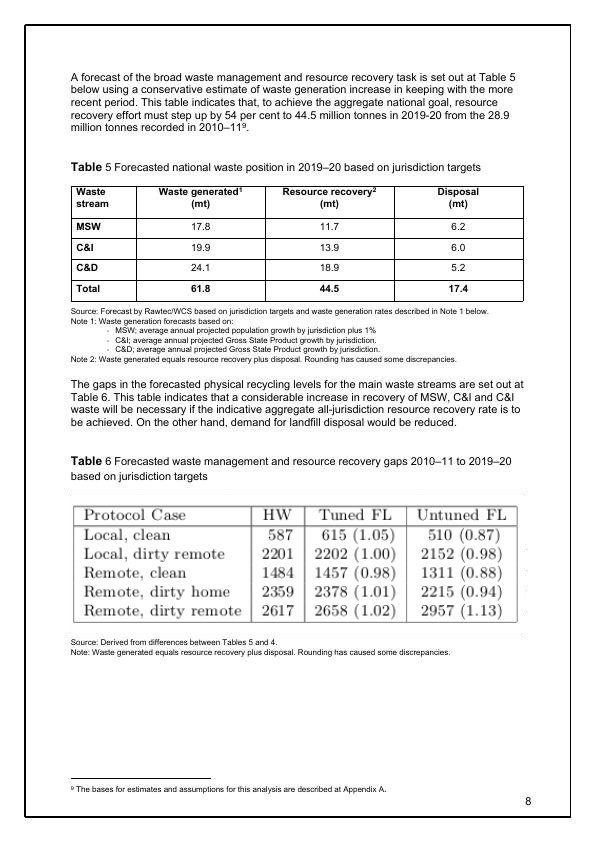 A forecast of the broad waste management and resource recovery task is set out at Table 5
below using a conservative estimate of waste generation increase in keeping with the more
recent period. This table indicates that, to achieve the aggregate national goal, resource
recovery effort must step up by 54 per cent to 44.5 million tonnes in 2019-20 from the 28.9
million tonnes recorded in 2010–11⁹.
Table 5 Forecasted national waste position in 2019–20 based on jurisdiction targets
Waste stream Waste generated¹ (mt) Resource recovery² (mt) Disposal (mt)
MSW 17.8 11.7 6.2
C&I 19.9 13.9 6.0
C&D 24.1 18.9 5.2
Total 61.8 44.5 17.4
Source: Forecast by Rawtec/WCS based on jurisdiction targets and waste generation rates described in Note 1 below.
Note 1: Waste generation forecasts based on:
- MSW; average annual projected population growth by jurisdiction plus 1%
- C&I; average annual projected Gross State Product growth by jurisdiction.
- C&D; average annual projected Gross State Product growth by jurisdiction.
Note 2: Waste generated equals resource recovery plus disposal. Rounding has caused some discrepancies.
The gaps in the forecasted physical recycling levels for the main waste streams are set out at
Table 6. This table indicates that a considerable increase in recovery of MSW, C&I and C&I
waste will be necessary if the indicative aggregate all-jurisdiction resource recovery rate is to
be achieved. On the other hand, demand for landfill disposal would be reduced.
Table 6 Forecasted waste management and resource recovery gaps 2010–11 to 2019–20
based on jurisdiction targets
Protocol Case HW Tuned FL Untuned FL
Local, clean 587 615 (1.05) 510 (0.87)
Local, dirty remote 2201 2202 (1.00) 2152 (0.98)
Remote, clean 1484 1457 (0.98) 1311 (0.88)
Remote, dirty home 2359 2378 (1.01) 2215 (0.94)
Remote, dirty remote 2617 2658 (1.02) 2957 (1.13)
Source: Derived from differences between Tables 5 and 4.
Note: Waste generated equals resource recovery plus disposal. Rounding has caused some discrepancies.
⁹ The bases for estimates and assumptions for this analysis are described at Appendix A.
8